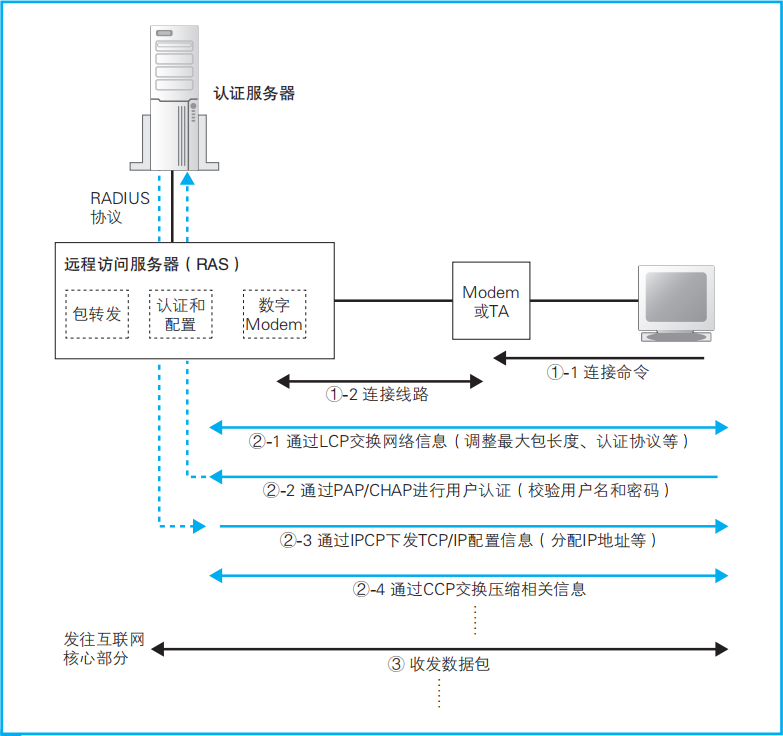 认证服务器
RADIUS
协议
远程访问服务器（RAS）
包转发
认证和
配置
数字
Modem
Modem
或TA
①-1 连接命令
①-2 连接线路
②-1 通过LCP交换网络信息（调整最大包长度、认证协议等）
②-2 通过PAP/CHAP进行用户认证（校验用户名和密码）
②-3 通过IPCP下发TCP/IP配置信息（分配IP地址等）
②-4 通过CCP交换压缩相关信息
发往互联网
核心部分
③ 收发数据包